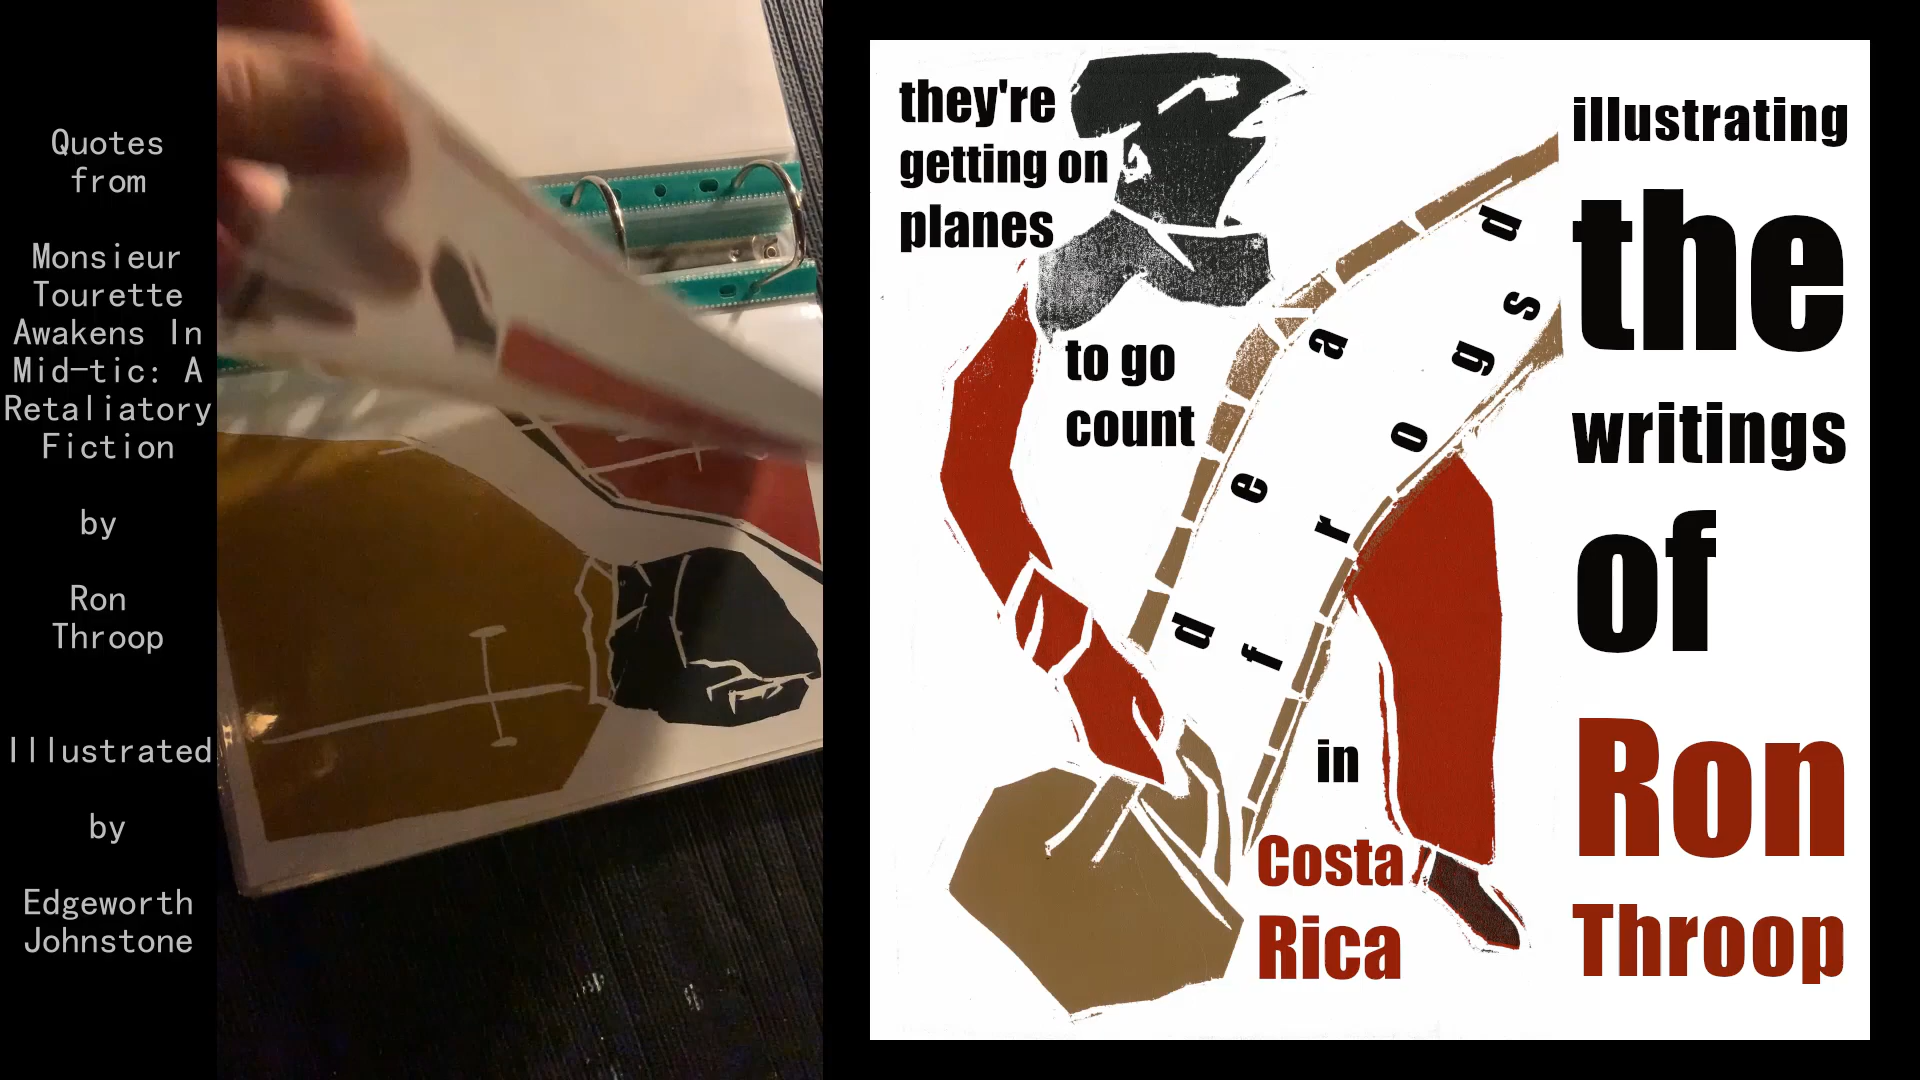 Quotes
from
Monsieur
Tourette
Awakens In
Mid-tic: A
Retaliatory
Fiction
by
Ron
Throop
Illustrated
by
Edgeworth
Johnstone
they're
getting on
planes
to go
count
dead
frogs
in
Costa
Rica
illustrating
the
writings
of
Ron
Throop